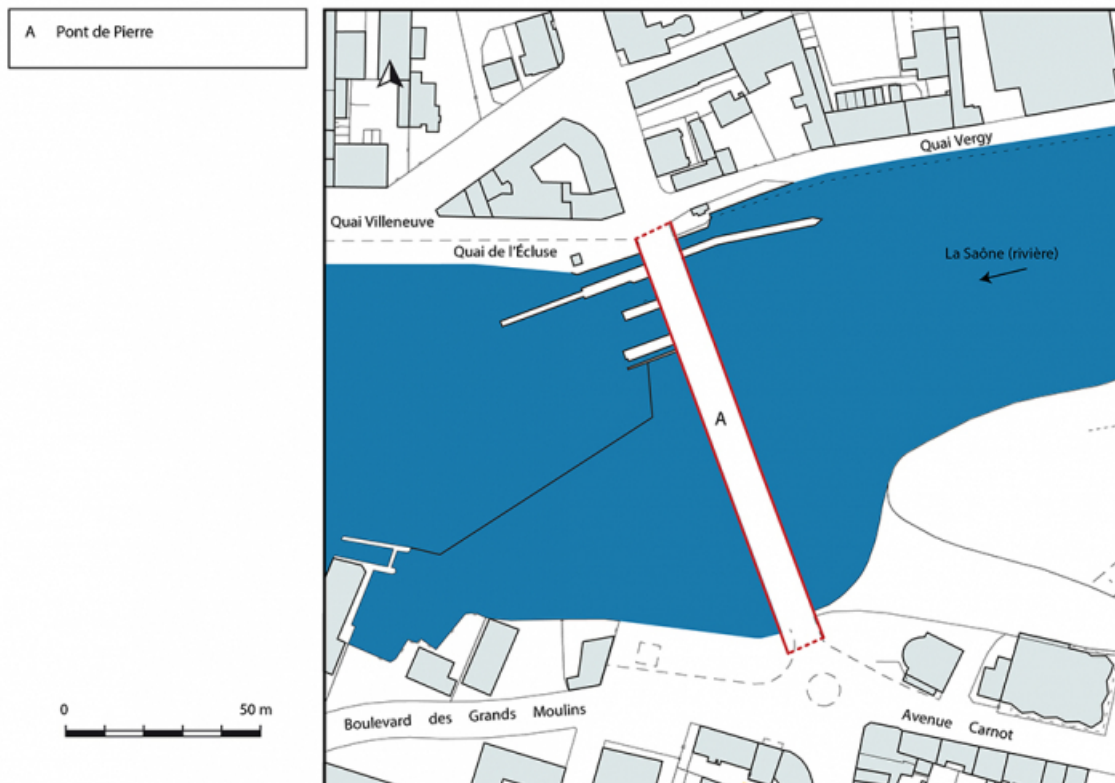 A Pont de Pierre
Quai Vergy
Quai Villeneuve
Quai de l'Écluse
La Saône (rivière)
A
0 50 m
Boulevard des Grands Moulins
Avenue Carnot